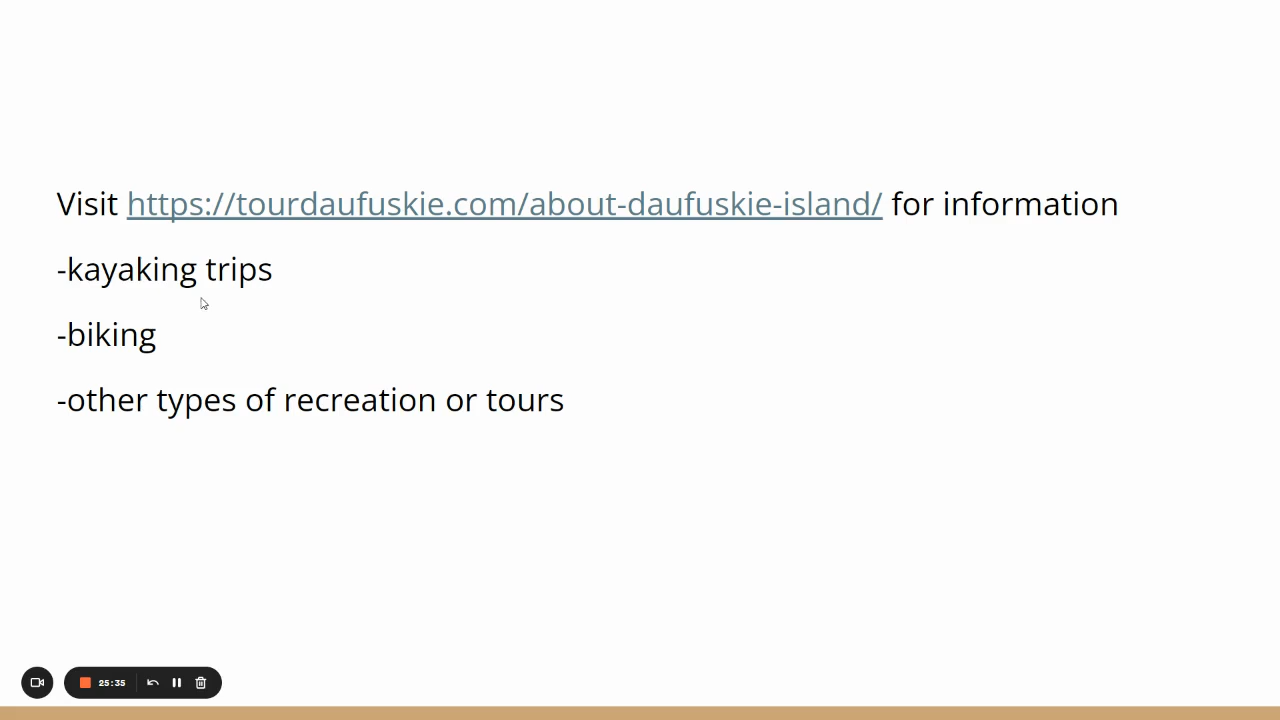 Visit https://tourdaufuskie.com/about-daufuskie-island/ for information
-kayaking trips
-biking
-other types of recreation or tours
25:35